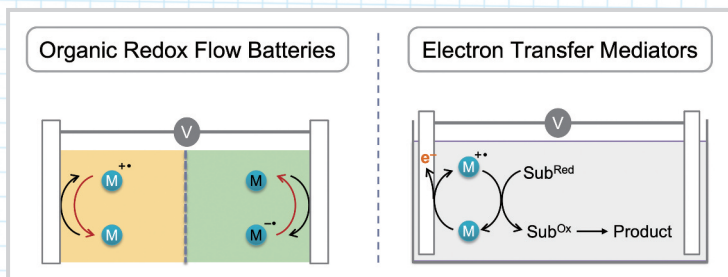 Organic Redox Flow Batteries
Electron Transfer Mediators
V
M+•
M
M
M−•
V
e−
M+•
M
SubRed
SubOx → Product